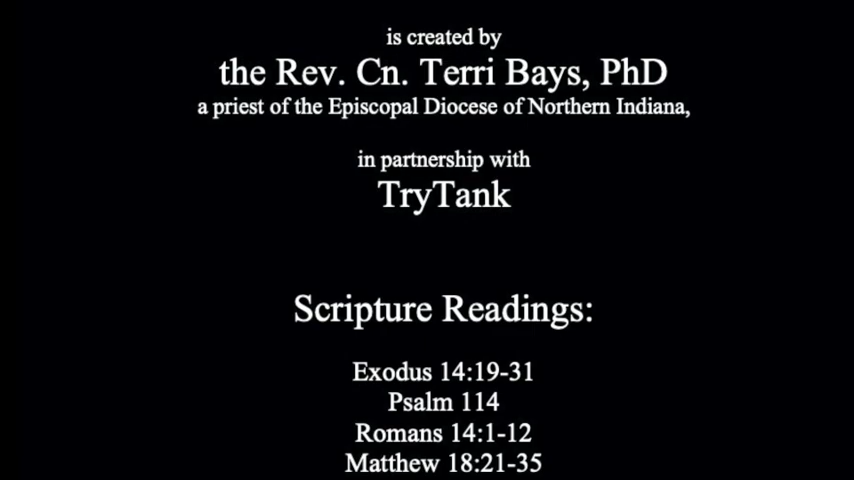 is created by
the Rev. Cn. Terri Bays, PhD
a priest of the Episcopal Diocese of Northern Indiana,
in partnership with
TryTank
Scripture Readings:
Exodus 14:19-31
Psalm 114
Romans 14:1-12
Matthew 18:21-35